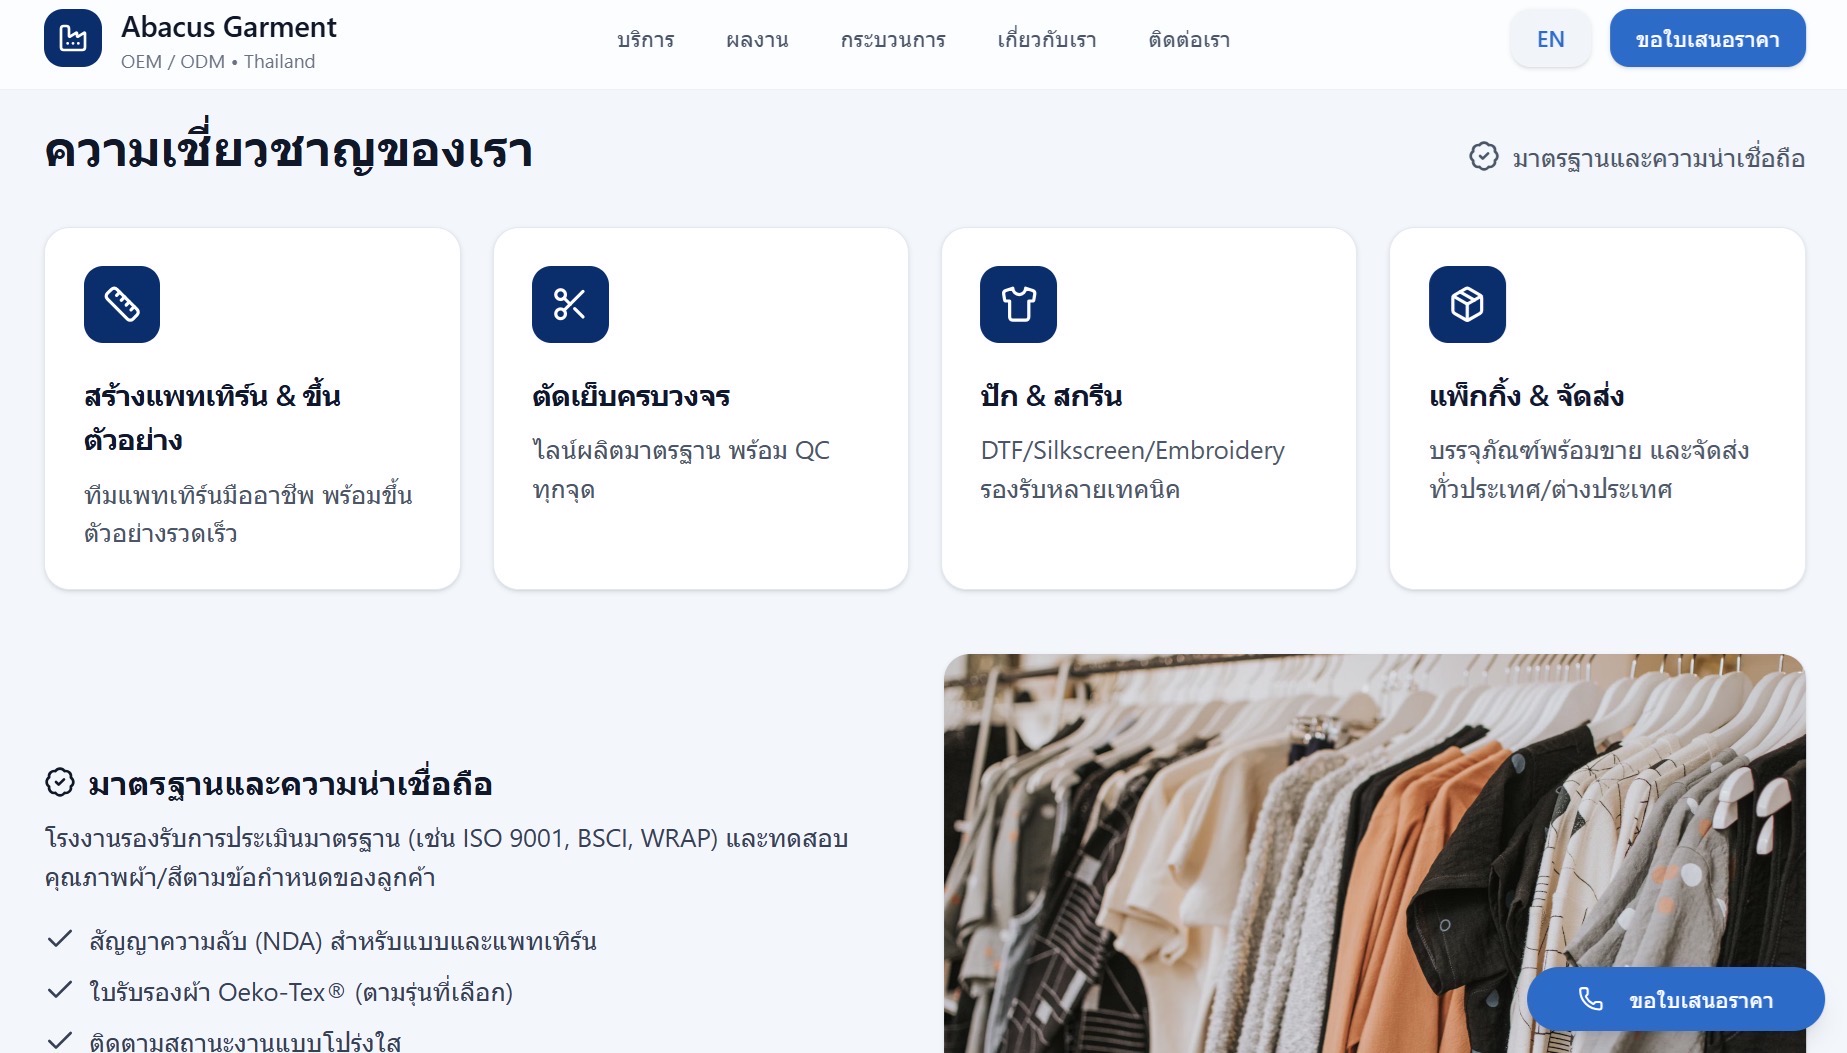 Abacus Garment
OEM / ODM • Thailand
บริการ
ผลงาน
กระบวนการ
เกี่ยวกับเรา
ติดต่อเรา
EN
ขอใบเสนอราคา
ความเชี่ยวชาญของเรา
มาตรฐานและความน่าเชื่อถือ
สร้างแพทเทิร์น & ขึ้น
ตัวอย่าง
ทีมแพทเทิร์นมืออาชีพ พร้อมขึ้น
ตัวอย่างรวดเร็ว
ตัดเย็บครบวงจร
ไลน์ผลิตมาตรฐาน พร้อม QC
ทุกจุด
ปัก & สกรีน
DTF/Silkscreen/Embroidery
รองรับหลายเทคนิค
แพ็กกิ้ง & จัดส่ง
บรรจุภัณฑ์พร้อมขาย และจัดส่ง
ทั่วประเทศ/ต่างประเทศ
มาตรฐานและความน่าเชื่อถือ
โรงงานรองรับการประเมินมาตรฐาน (เช่น ISO 9001, BSCI, WRAP) และทดสอบ
คุณภาพผ้า/สีตามข้อกำหนดของลูกค้า
สัญญาความลับ (NDA) สำหรับแบบและแพทเทิร์น
ใบรับรองผ้า Oeko-Tex® (ตามรุ่นที่เลือก)
ติดตามสถานะงานแบบโปร่งใส
ขอใบเสนอราคา